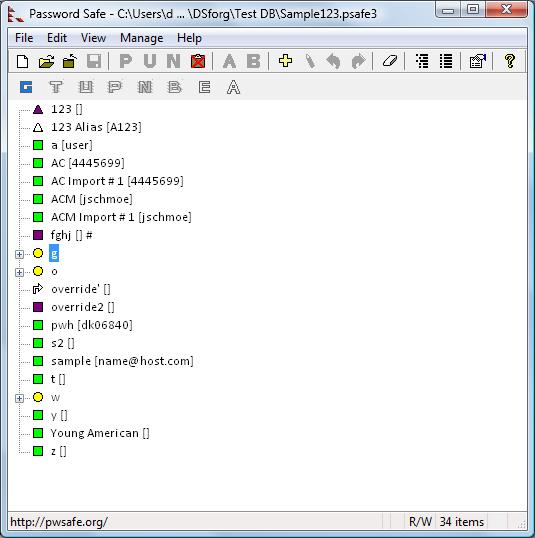 Password Safe - C:\Users\d ... \DSforg\Test DB\Sample123.psafe3
File Edit View Manage Help
P U N A B ?
G T U P N B E A
123 []
123 Alias [A123]
a [user]
AC [4445699]
AC Import # 1 [4445699]
ACM [jschmoe]
ACM Import # 1 [jschmoe]
fghj [] #
g
o
override' []
override2 []
pwh [dk06840]
s2 []
sample [name@host.com]
t []
w
y []
Young American []
z []
http://pwsafe.org/ R/W 34 items